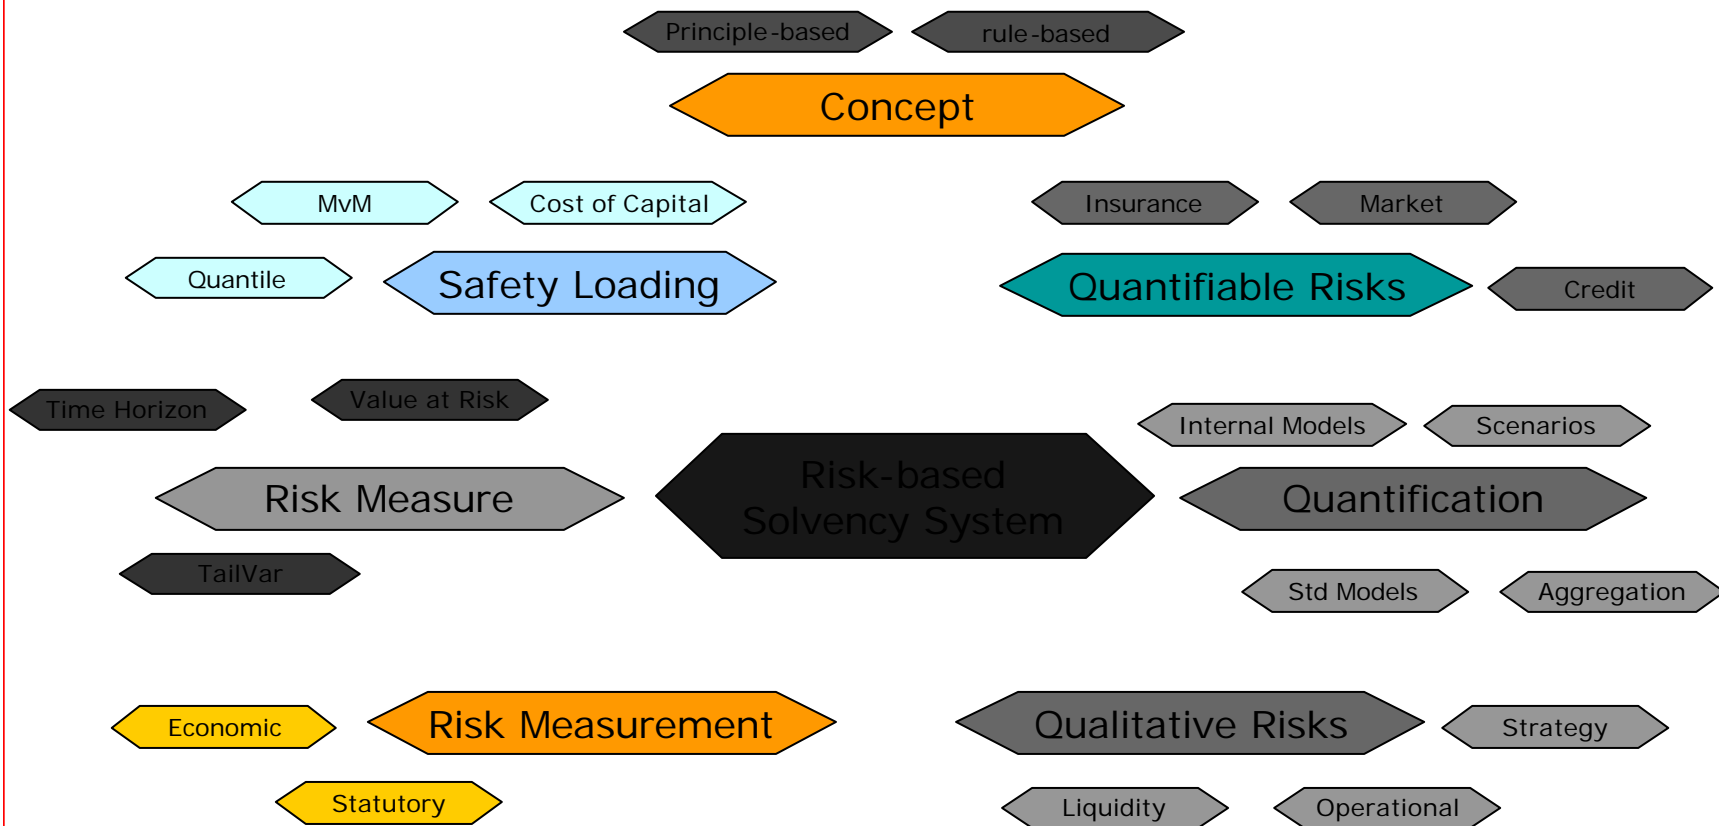 Principle-based
rule-based
Concept
MvM
Cost of Capital
Insurance
Market
Quantile
Safety Loading
Quantifiable Risks
Credit
Time Horizon
Value at Risk
Internal Models
Scenarios
Risk Measure
Risk-based
Solvency System
Quantification
TailVar
Std Models
Aggregation
Economic
Risk Measurement
Qualitative Risks
Strategy
Statutory
Liquidity
Operational